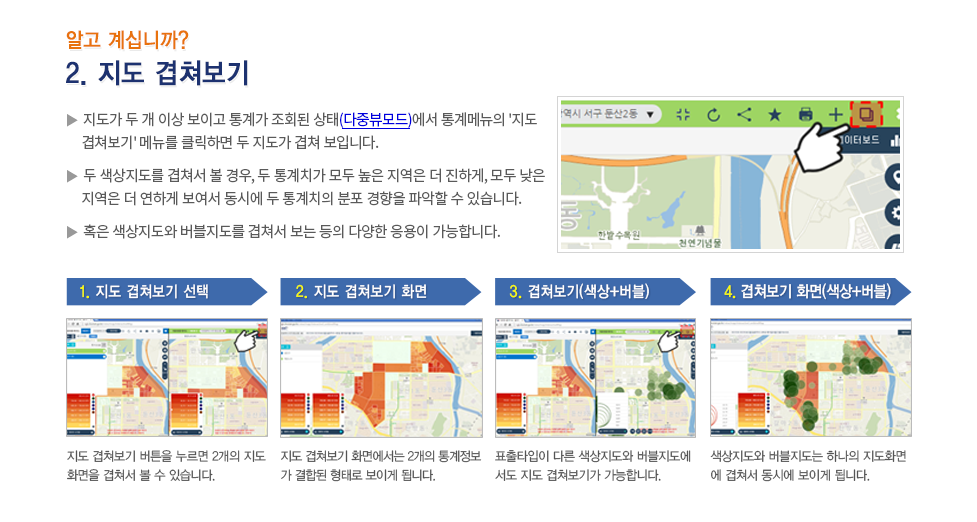 알고 계십니까?
2. 지도 겹쳐보기
▶ 지도가 두 개 이상 보이고 통계가 조회된 상태(다중뷰모드)에서 통계메뉴의 '지도
겹쳐보기' 메뉴를 클릭하면 두 지도가 겹쳐 보입니다.
▶ 두 색상지도를 겹쳐서 볼 경우, 두 통계치가 모두 높은 지역은 더 진하게, 모두 낮은
지역은 더 연하게 보여서 동시에 두 통계치의 분포 경향을 파악할 수 있습니다.
▶ 혹은 색상지도와 버블지도를 겹쳐서 보는 등의 다양한 응용이 가능합니다.
역시 서구 둔산2동 ▼
이터보드
한밭수목원
천연기념물
1. 지도 겹쳐보기 선택
2. 지도 겹쳐보기 화면
3. 겹쳐보기(색상+버블)
4. 겹쳐보기 화면(색상+버블)
지도 겹쳐보기 버튼을 누르면 2개의 지도
화면을 겹쳐서 볼 수 있습니다.
지도 겹쳐보기 화면에서는 2개의 통계정보
가 결합된 형태로 보이게 됩니다.
표출타입이 다른 색상지도와 버블지도에
서도 지도 겹쳐보기가 가능합니다.
색상지도와 버블지도는 하나의 지도화면
에 겹쳐서 동시에 보이게 됩니다.